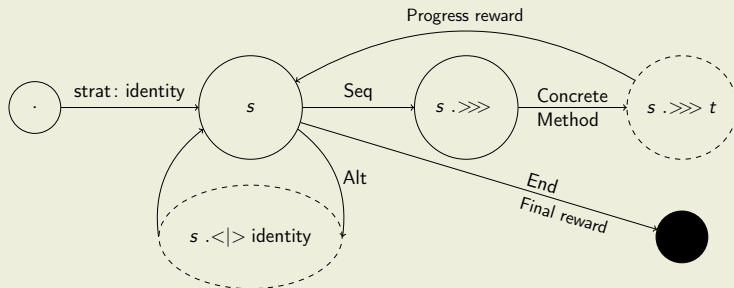 Progress reward
strat: identity
Seq
Concrete
Method
·
s
s .>>>
s .>>> t
Alt
End
Final reward
s .<|> identity